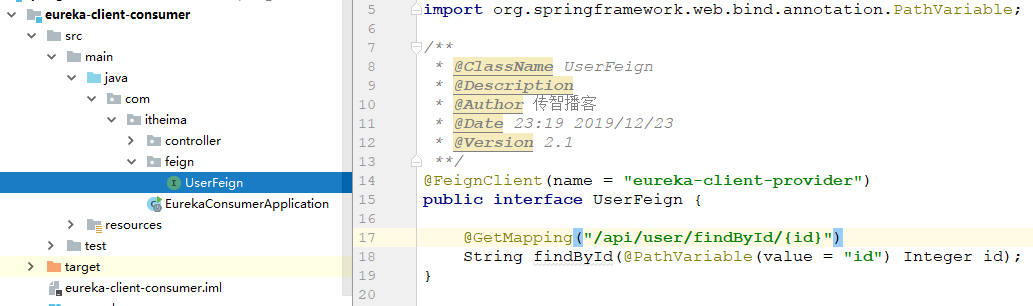 eureka-client-consumer
src
main
java
com
itheima
controller
feign
UserFeign
EurekaConsumerApplication
resources
test
target
eureka-client-consumer.iml
5 import org.springframework.web.bind.annotation.PathVariable;
6
7 /**
8 * @ClassName UserFeign
9 * @Description
10 * @Author 传智播客
11 * @Date 23:19 2019/12/23
12 * @Version 2.1
13 **/
14 @FeignClient(name = "eureka-client-provider")
15 public interface UserFeign {
16
17 @GetMapping("/api/user/findById/{id}")
18 String findById(@PathVariable(value = "id") Integer id);
19 }
20